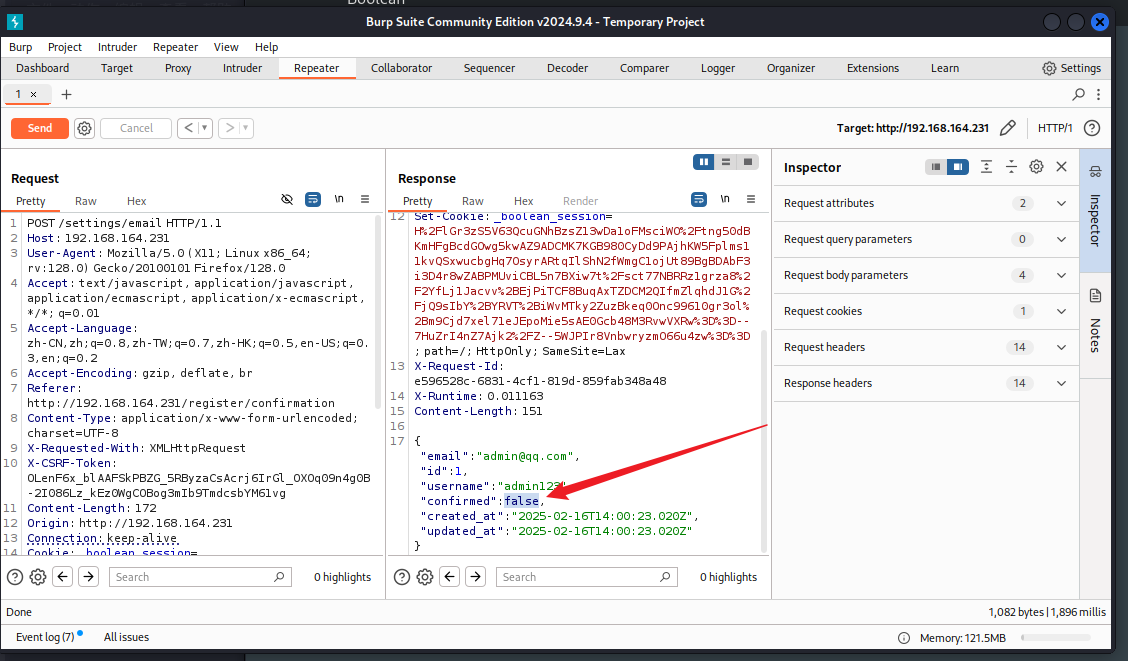 Boolean
Burp Suite Community Edition v2024.9.4 - Temporary Project
Burp Project Intruder Repeater View Help
Dashboard Target Proxy Intruder Repeater Collaborator Sequencer Decoder Comparer Logger Organizer Extensions Learn Settings
1 × +
Send Cancel < > Target: http://192.168.164.231 HTTP/1
Request
Pretty Raw Hex \n
1 POST /settings/email HTTP/1.1
2 Host: 192.168.164.231
3 User-Agent: Mozilla/5.0 (X11; Linux x86_64;
rv:128.0) Gecko/20100101 Firefox/128.0
4 Accept: text/javascript, application/javascript,
application/ecmascript, application/x-ecmascript,
*/*; q=0.01
5 Accept-Language:
zh-CN,zh;q=0.8,zh-TW;q=0.7,zh-HK;q=0.5,en-US;q=0.
3,en;q=0.2
6 Accept-Encoding: gzip, deflate, br
7 Referer:
http://192.168.164.231/register/confirmation
8 Content-Type: application/x-www-form-urlencoded;
charset=UTF-8
9 X-Requested-With: XMLHttpRequest
10 X-CSRF-Token:
OLenF6x_blAAFSkPBZG_5RByzaCsAcrj6IrGl_OXOq09n4g0B
-2I086Lz_kEzOWgCOBog3mIb9TmdcsbYM61vg
11 Content-Length: 172
12 Origin: http://192.168.164.231
13 Connection: keep-alive
14 Cookie: _boolean_session=
Search 0 highlights
Response
Pretty Raw Hex Render \n
12 Set-Cookie: _boolean_session=
H%2FlGr3zS5V63QcuGNhBzsZ13wDa1oFMsciWO%2Ftng5OdB
KmHFgBcdGOwg5kwAZ9ADCMK7KGB980CyDd9PAjhKW5Fplms1
1kvQSxwucbgHq7OsyrARtqIlShN2fWmgC1ojUt89BgBDAbF3
i3D4r8wZABPMUviCBL5n7BXiw7t%2Fsct77NBRRz1grza8%2
F2YfLj1Jacvv%2BEjPiTCF8BuqAxTZDCM2QIfmZlqhdJ1G%2
FjQ9sIbY%2BYRVT%2BiWvMTky2ZuzBkeq0Onc99610gr3ol%
2Bm9Cjd7xel71eJEpoMie5sAEOGcb48M3RvwVXRw%3D%3D--
7HuZrI4nZ7Ajk2%2FZ--5WJPIr8Vnbwryzm066u4zw%3D%3D
; path=/; HttpOnly; SameSite=Lax
13 X-Request-Id:
e596528c-6831-4cf1-819d-859fab348a48
14 X-Runtime: 0.011163
15 Content-Length: 151
16
17 {
"email":"admin@qq.com",
"id":1,
"username":"admin123",
"confirmed":false,
"created_at":"2025-02-16T14:00:23.020Z",
"updated_at":"2025-02-16T14:00:23.020Z"
}
Search 0 highlights
Inspector
Request attributes 2
Request query parameters 0
Request body parameters 4
Request cookies 1
Request headers 14
Response headers 14
Inspector
Notes
Done 1,082 bytes | 1,896 millis
Event log (7) All issues Memory: 121.5MB